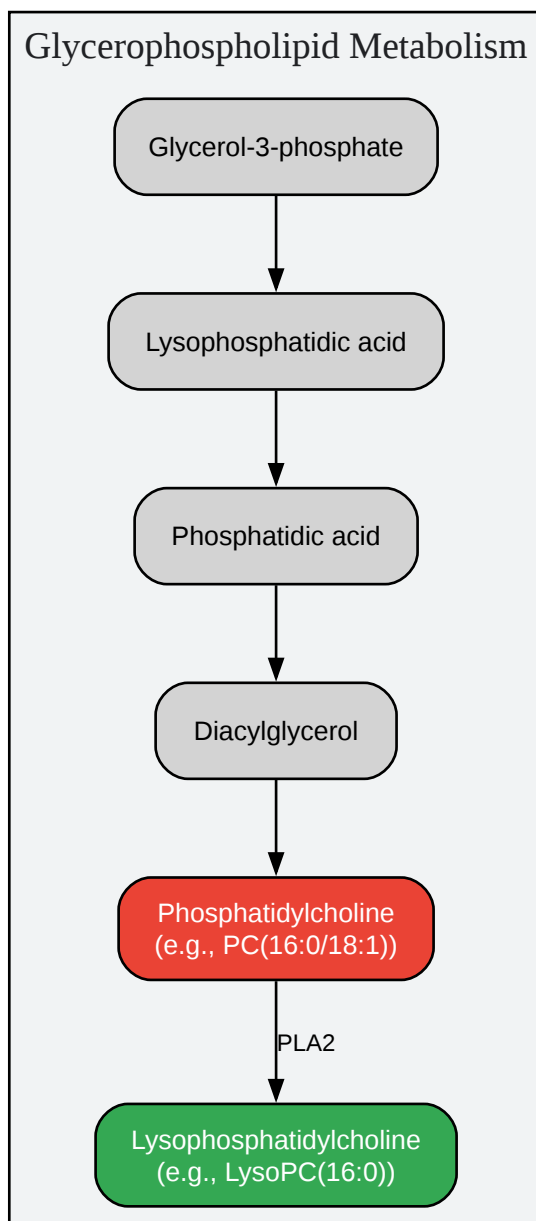 Glycerophospholipid Metabolism
Glycerol-3-phosphate
Lysophosphatidic acid
Phosphatidic acid
Diacylglycerol
Phosphatidylcholine
(e.g., PC(16:0/18:1))
PLA2
Lysophosphatidylcholine
(e.g., LysoPC(16:0))